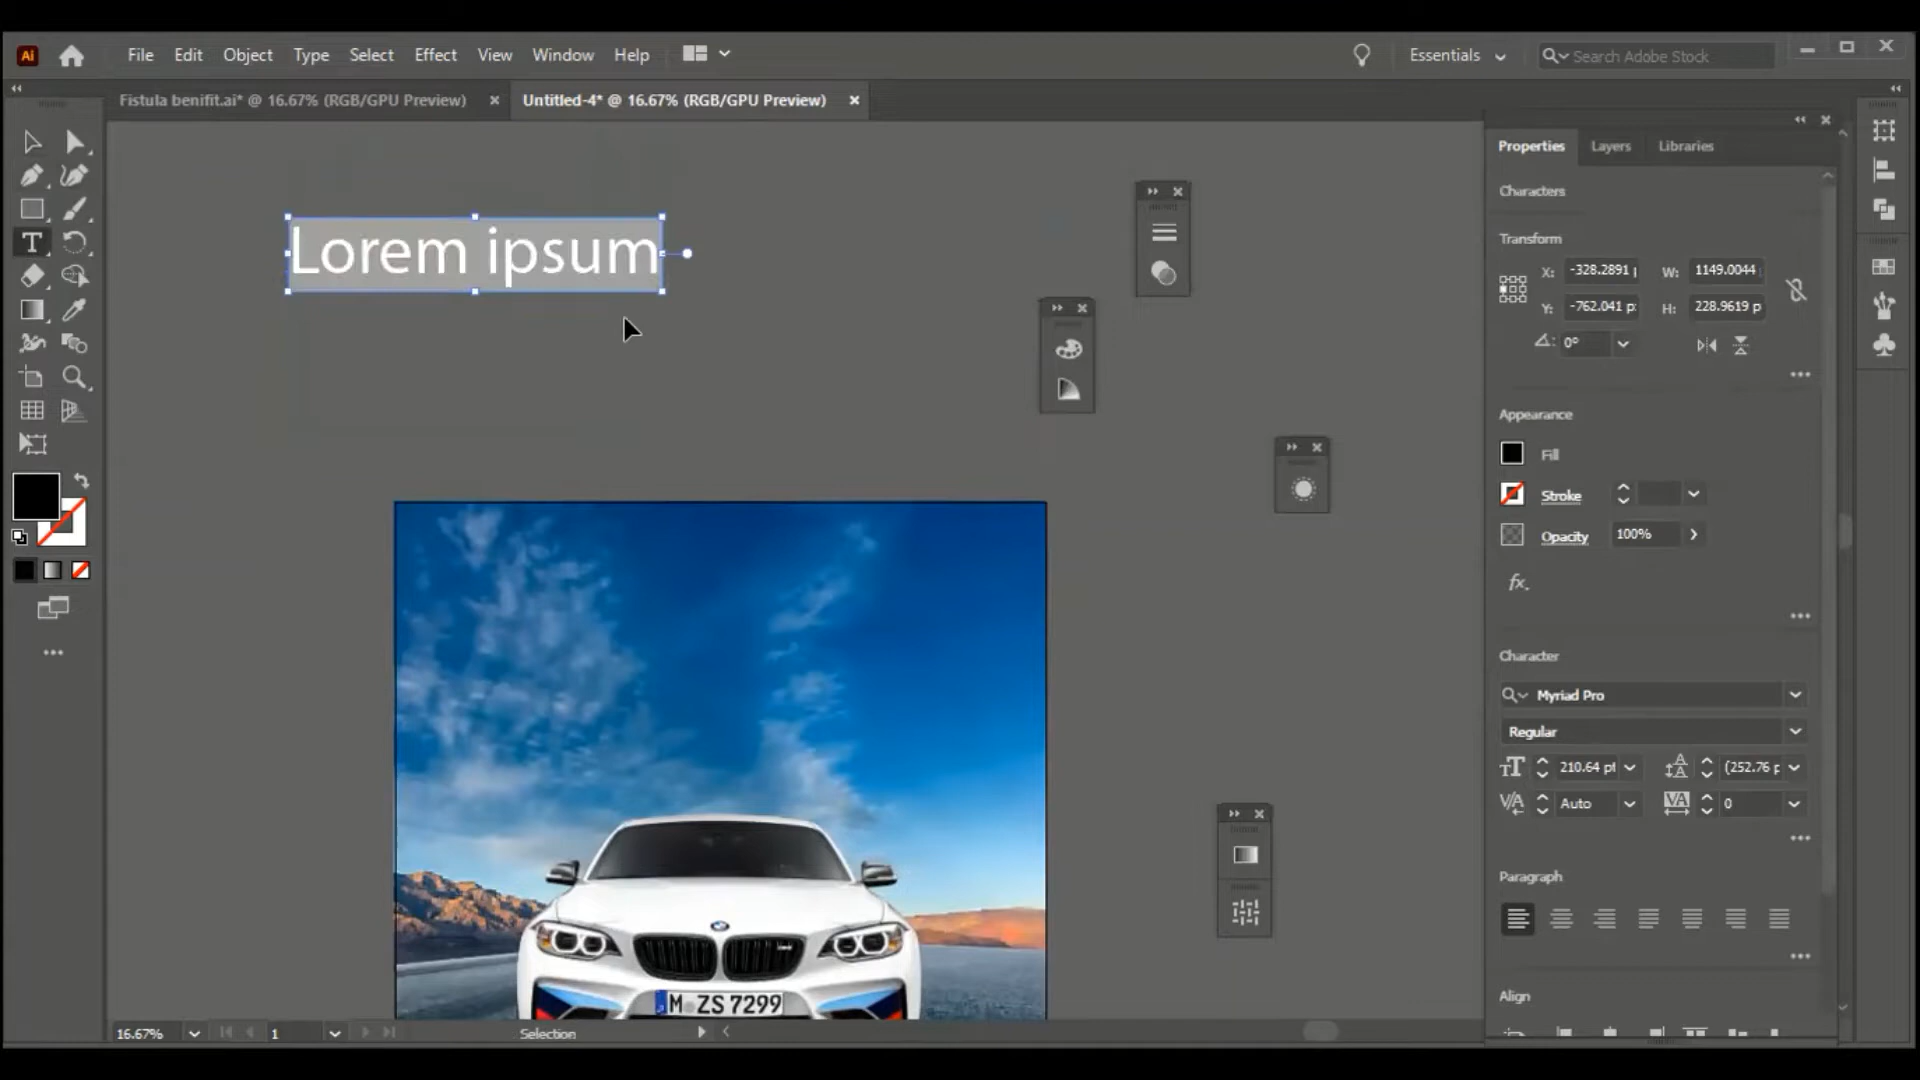 Ai File Edit Object Type Select Effect View Window Help Essentials Search Adobe Stock
Fistula benifit.ai* @ 16.67% (RGB/GPU Preview) Untitled-4* @ 16.67% (RGB/GPU Preview)
Properties Layers Libraries
Characters
Transform
X: -328.2891 W: 1149.0044
Y: -762.041 p: H: 228.9619 p
0°
Lorem ipsum
Appearance
Fill
Stroke
Opacity 100%
fx.
Character
Myriad Pro
Regular
210.64 pt (252.76 p
Auto 0
Paragraph
Align
M ZS 7299
16.67% 1 Selection